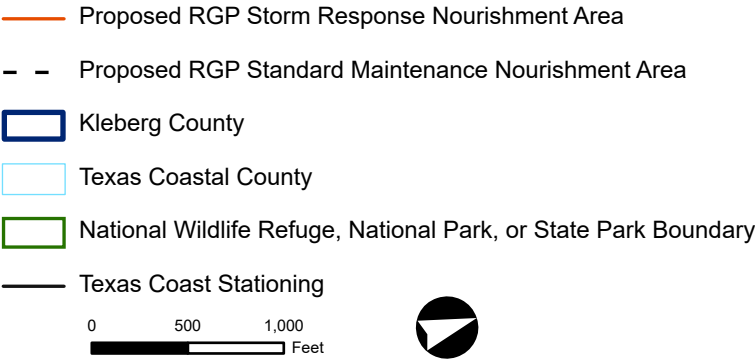 Proposed RGP Storm Response Nourishment Area
Proposed RGP Standard Maintenance Nourishment Area
Kleberg County
Texas Coastal County
National Wildlife Refuge, National Park, or State Park Boundary
Texas Coast Stationing
0 500 1,000
Feet